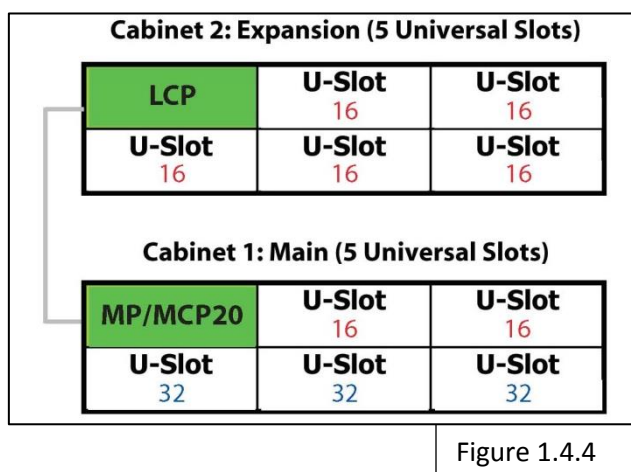 Cabinet 2: Expansion (5 Universal Slots)
LCP U-Slot U-Slot
16 16
U-Slot U-Slot U-Slot
16 16 16
Cabinet 1: Main (5 Universal Slots)
MP/MCP20 U-Slot U-Slot
16 16
U-Slot U-Slot U-Slot
32 32 32
Figure 1.4.4